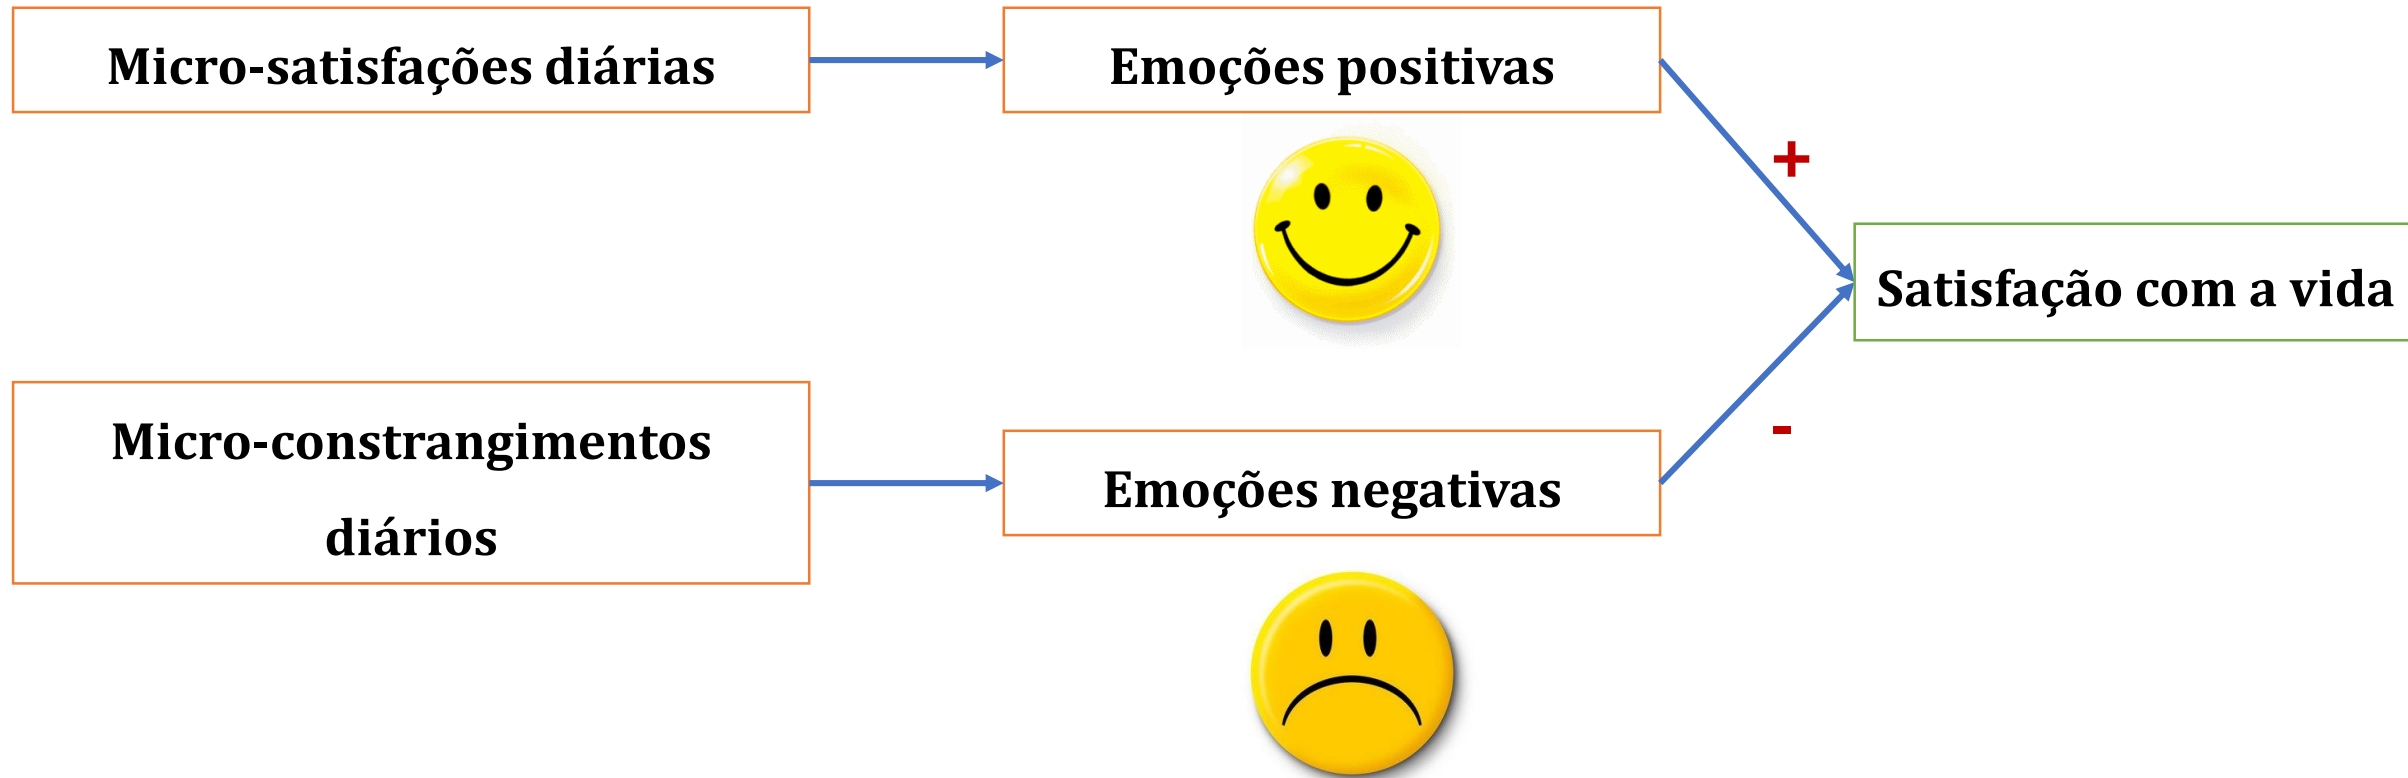 Micro-satisfações diárias
Emoções positivas
+
Satisfação com a vida
Micro-constrangimentos
diários
Emoções negativas
-